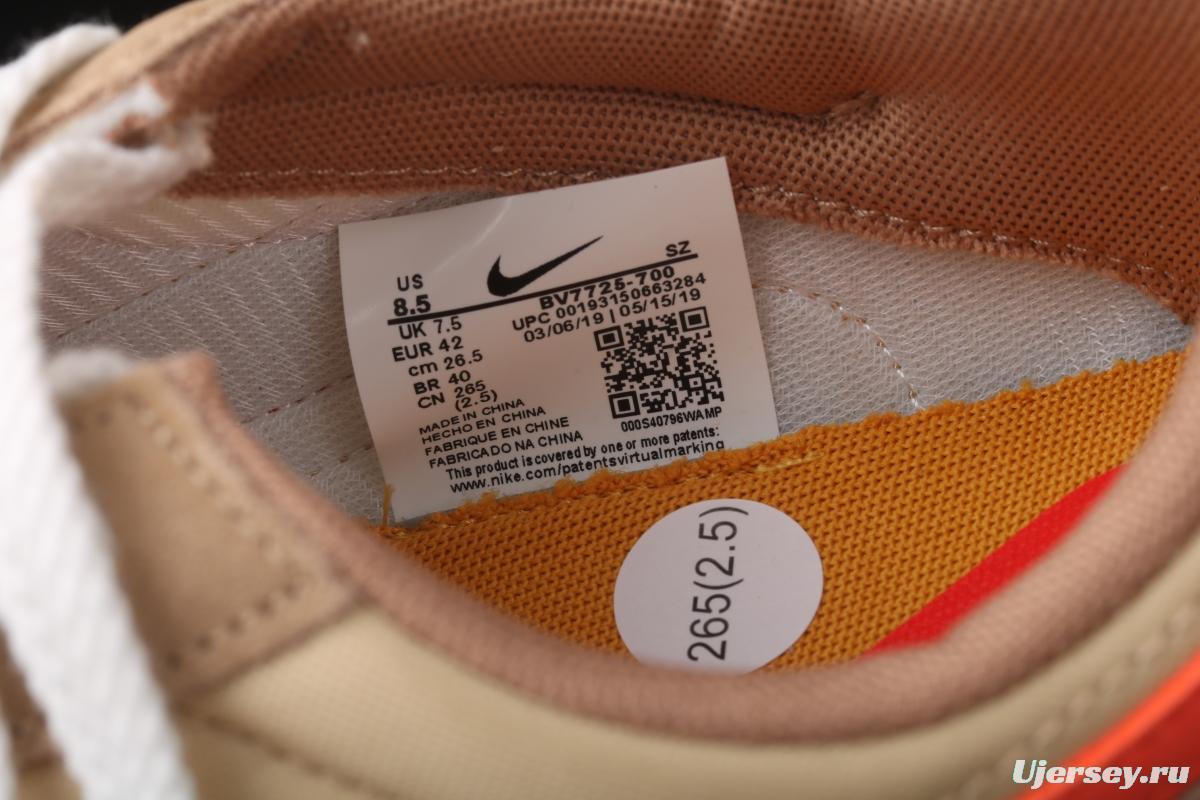 US
8.5
SZ
BV7725-700
UK 7.5
UPC 00193150663284
EUR 42
03/06/19 | 05/15/19
cm 26.5
BR 40
CN 265
(2.5)
MADE IN CHINA
HECHO EN CHINA
FABRIQUE EN CHINE
FABRICADO NA CHINA
000S40796WAMP
This product is covered by one or more patents:
www.nike.com/patentsvirtualmarking
265(2.5)
Ujersey.ru